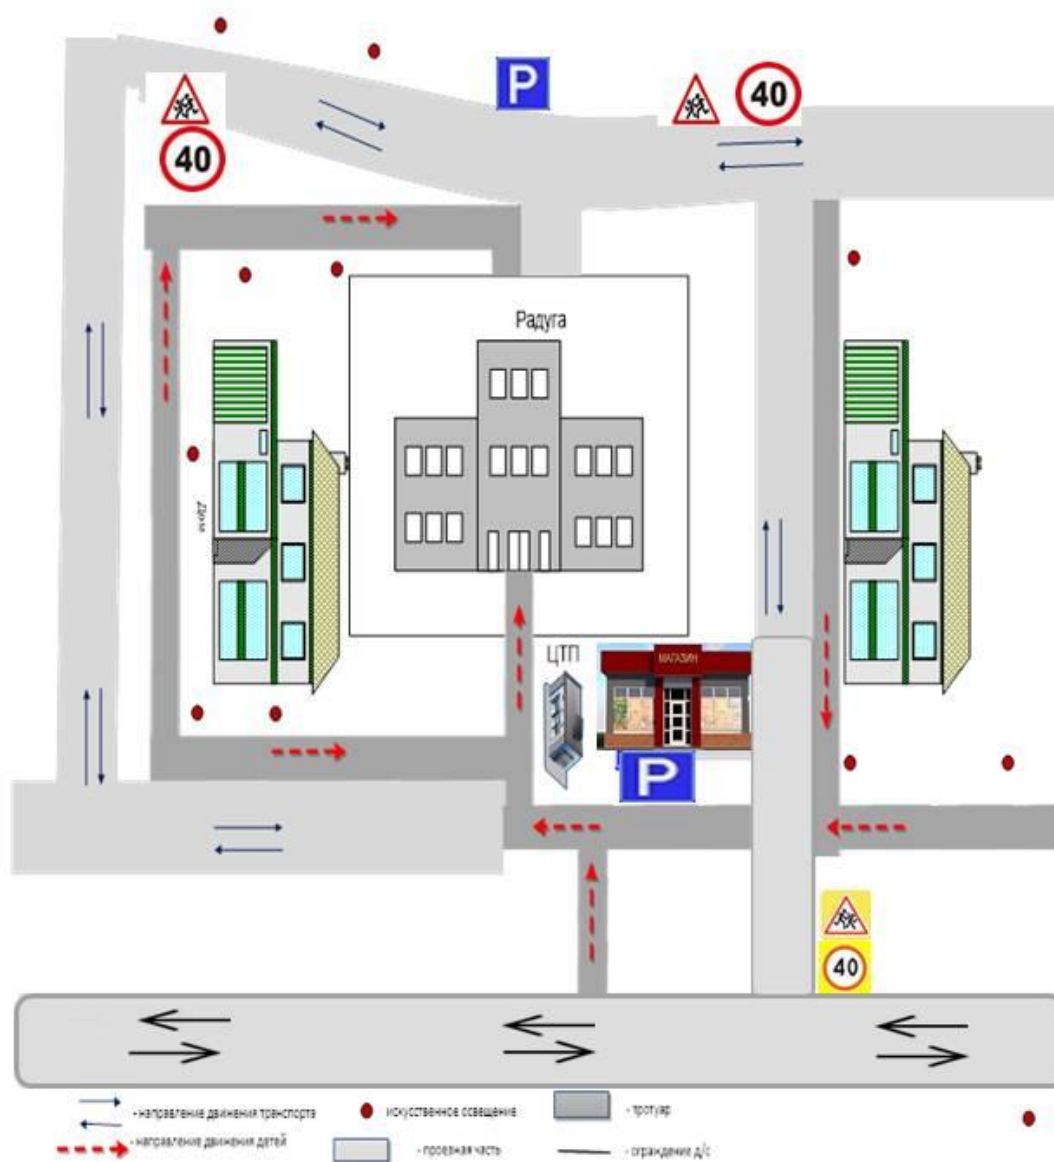 P
40
40
Радуга
ЦТП
МАГАЗИН
P
40
- направление движения транспорта
искусственное освещение
- тротуар
- направление движения детей
- проезжая часть
- ограждение д/с